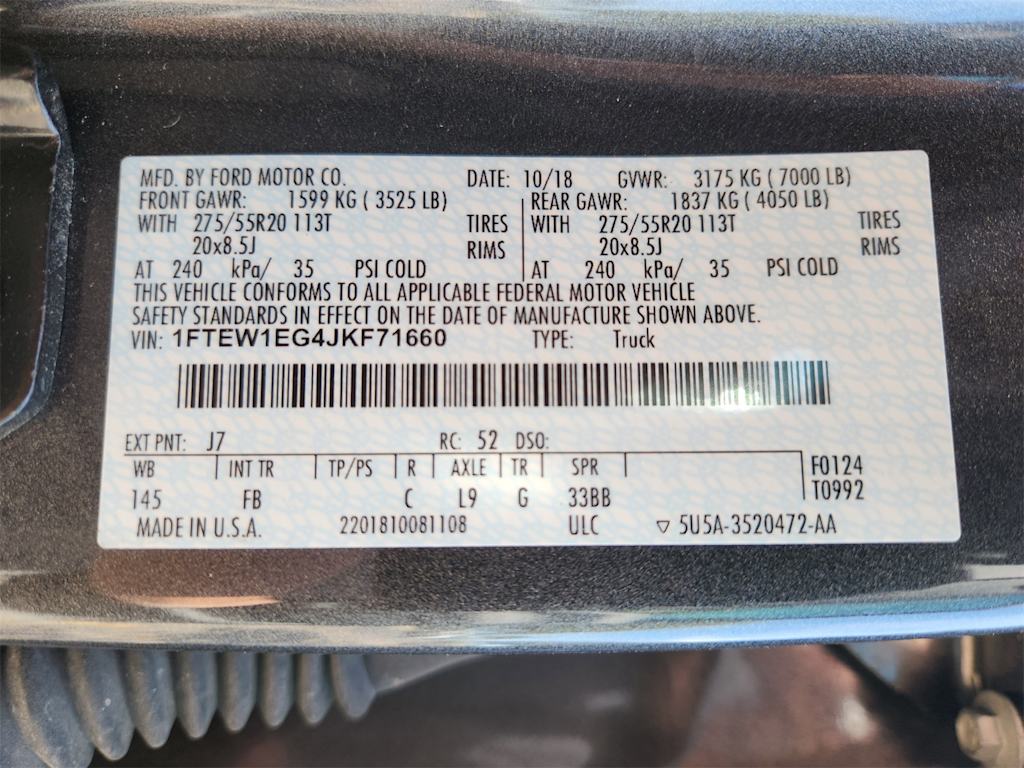 MFD. BY FORD MOTOR CO. DATE: 10/18 GVWR: 3175 KG ( 7000 LB)
FRONT GAWR: 1599 KG ( 3525 LB) REAR GAWR: 1837 KG ( 4050 LB)
WITH 275/55R20 113T TIRES WITH 275/55R20 113T TIRES
20x8.5J RIMS 20x8.5J RIMS
AT 240 kPa/ 35 PSI COLD AT 240 kPa/ 35 PSI COLD
THIS VEHICLE CONFORMS TO ALL APPLICABLE FEDERAL MOTOR VEHICLE
SAFETY STANDARDS IN EFFECT ON THE DATE OF MANUFACTURE SHOWN ABOVE.
VIN: 1FTEW1EG4JKF71660 TYPE: Truck
EXT PNT: J7 RC: 52 DSO:
WB INT TR TP/PS R AXLE TR SPR F0124
145 FB C L9 G 33BB T0992
MADE IN U.S.A. 2201810081108 ULC ▽ 5U5A-3520472-AA